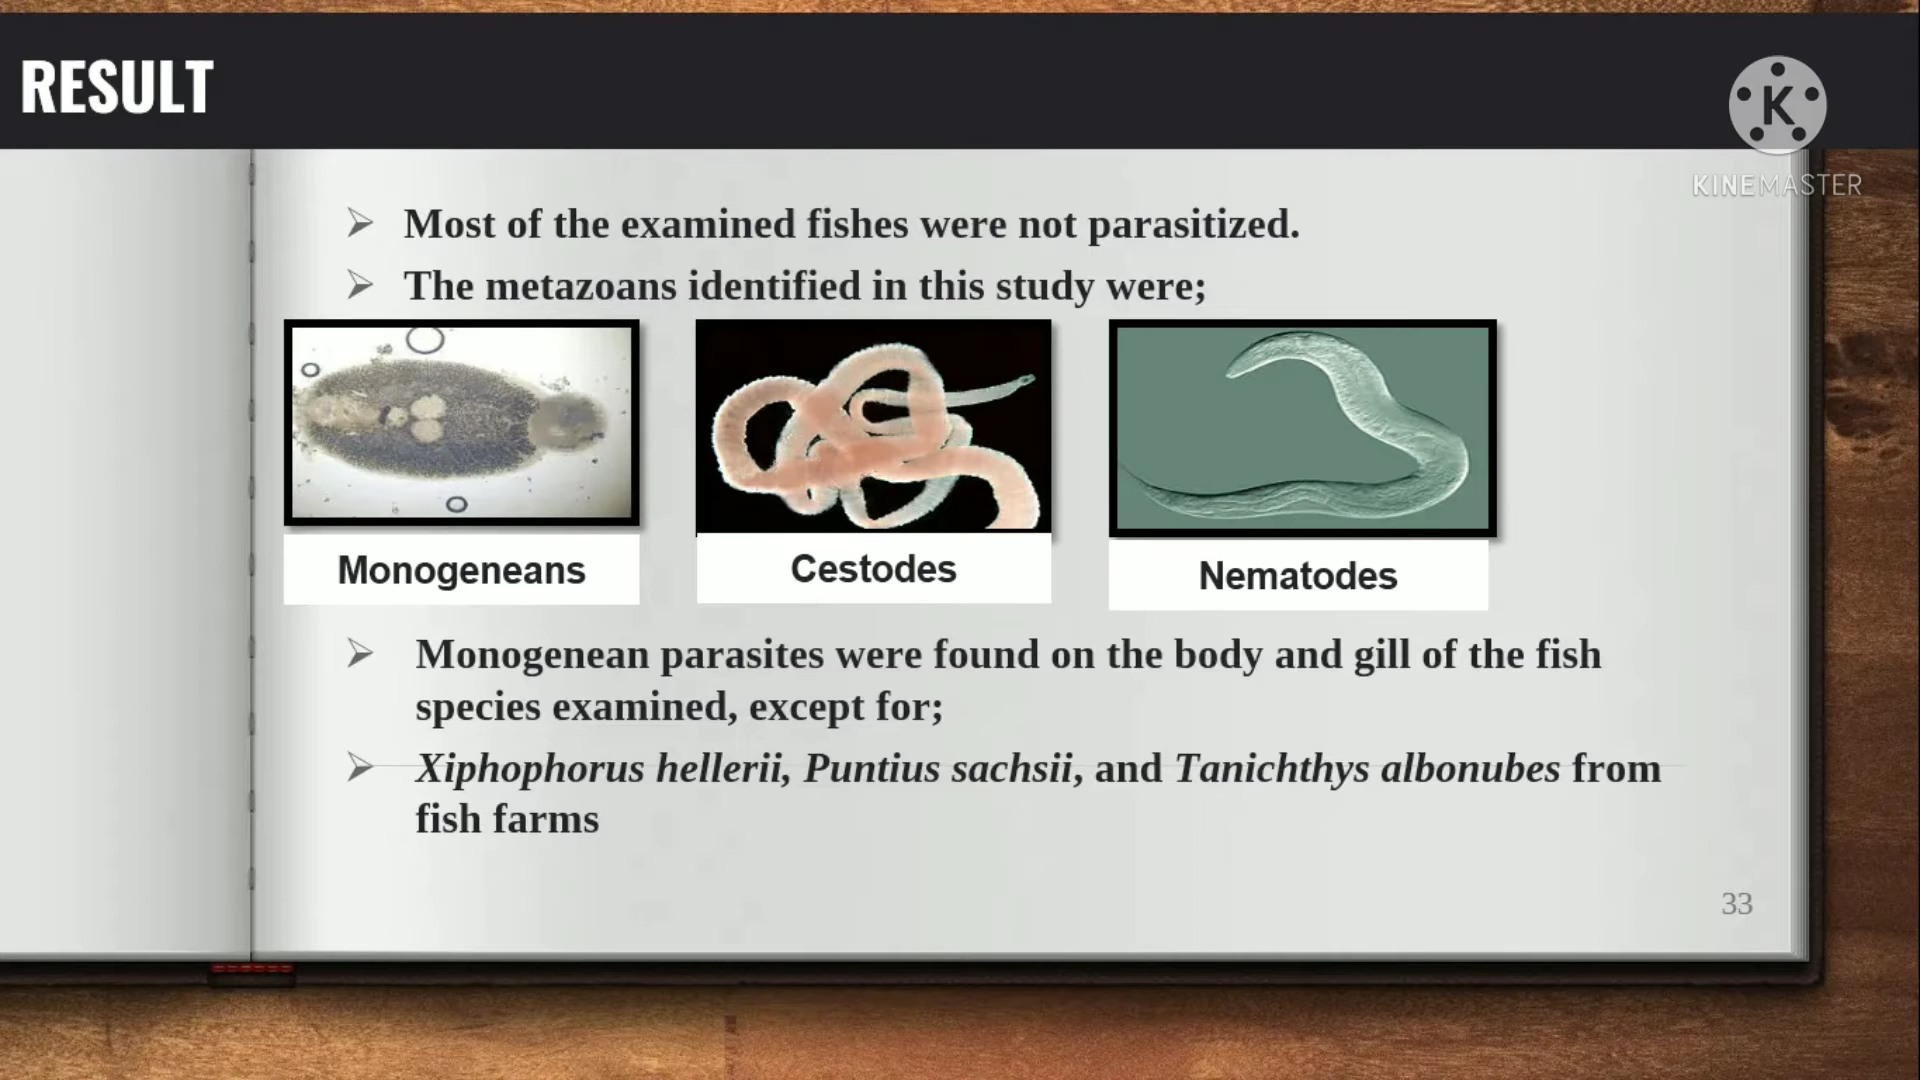 RESULT
K
KINEMASTER
Most of the examined fishes were not parasitized.
The metazoans identified in this study were;
Monogeneans
Cestodes
Nematodes
Monogenean parasites were found on the body and gill of the fish
species examined, except for;
Xiphophorus hellerii, Puntius sachsii, and Tanichthys albonubes from
fish farms
33